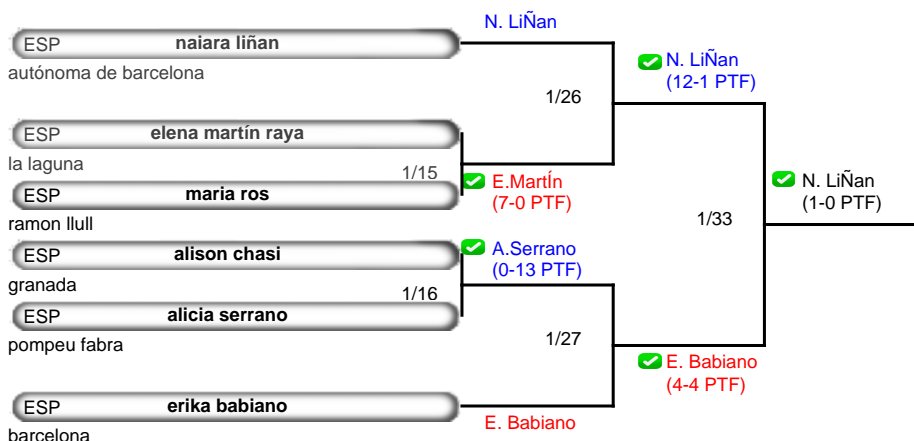 N. LiÑan
ESP naiara liñan
autónoma de barcelona
N. LiÑan
(12-1 PTF)
1/26
ESP elena martín raya
la laguna
1/15
E.MartÍn
(7-0 PTF)
N. LiÑan
(1-0 PTF)
ESP maria ros
ramon llull
1/33
ESP alison chasi
granada
A.Serrano
(0-13 PTF)
1/16
ESP alicia serrano
pompeu fabra
1/27
E. Babiano
(4-4 PTF)
ESP erika babiano
barcelona
E. Babiano